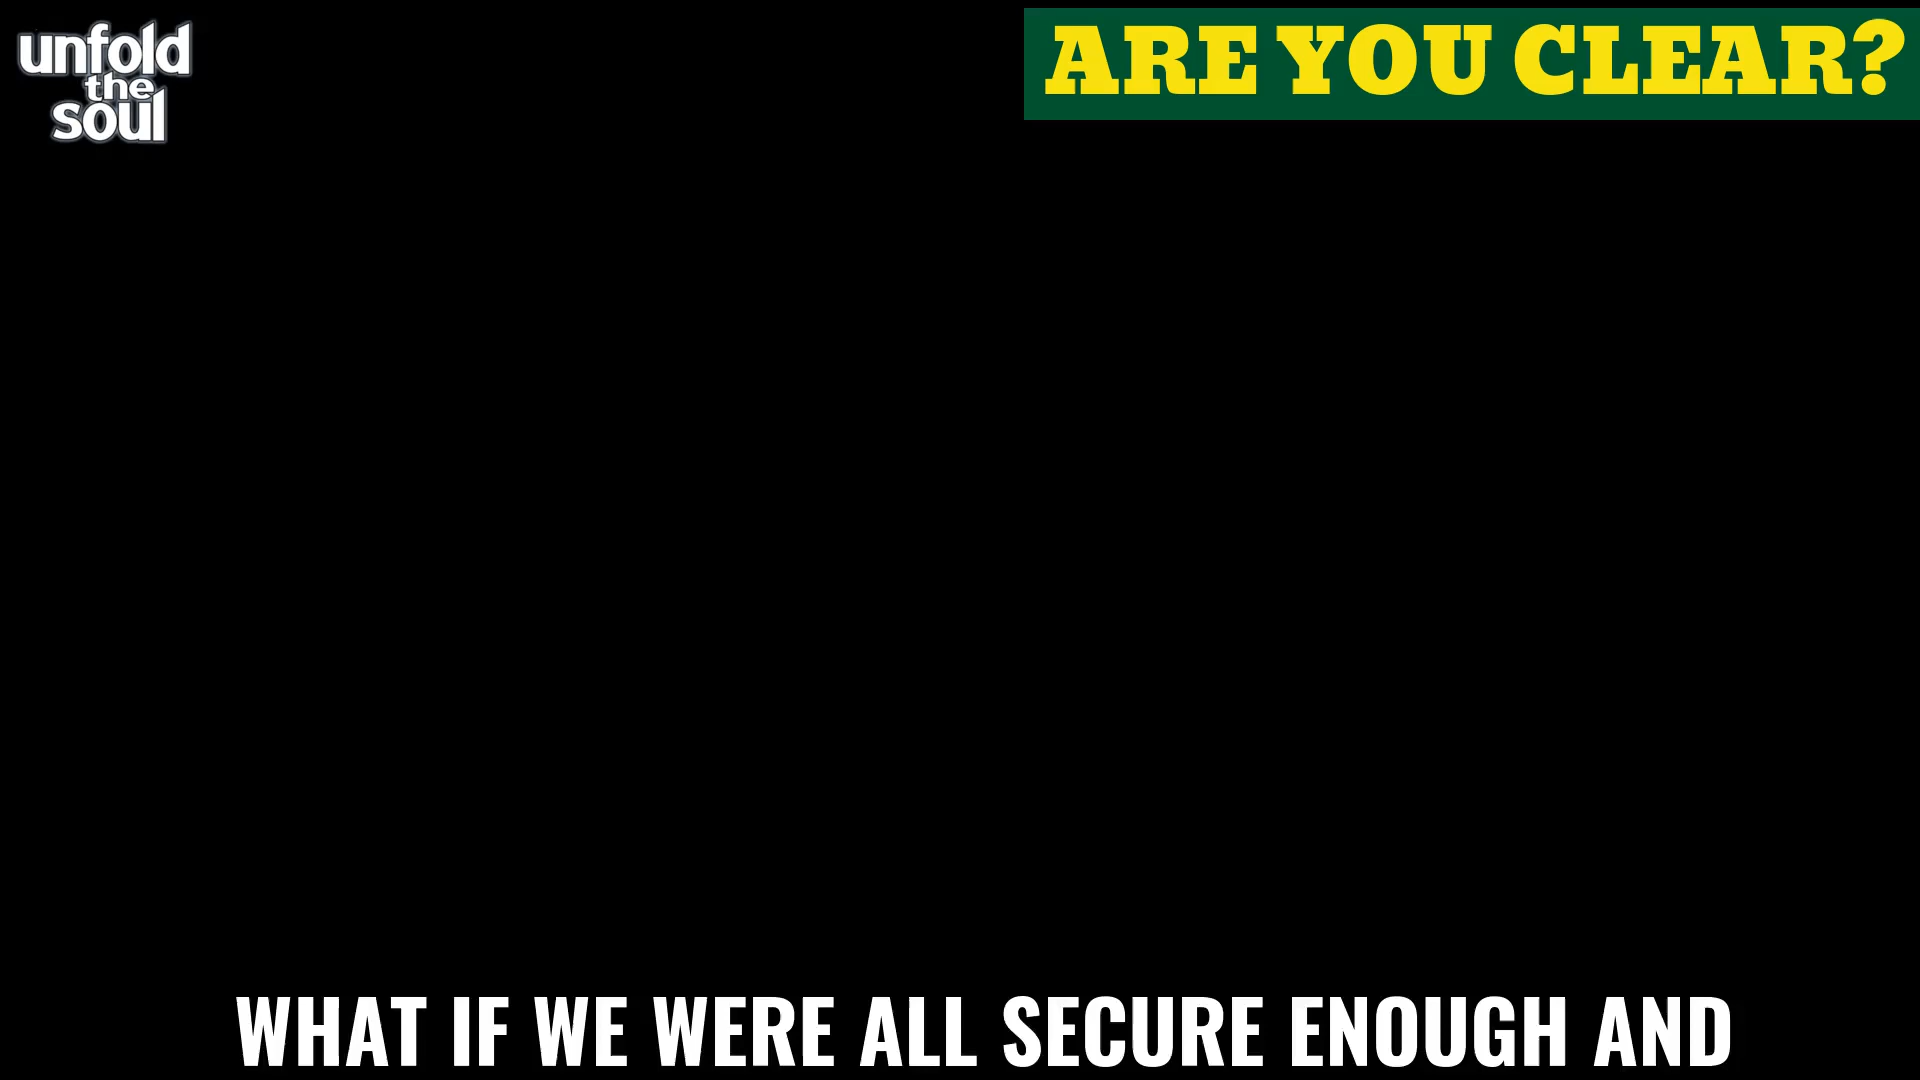 unfold
the
soul
ARE YOU CLEAR?
WHAT IF WE WERE ALL SECURE ENOUGH AND